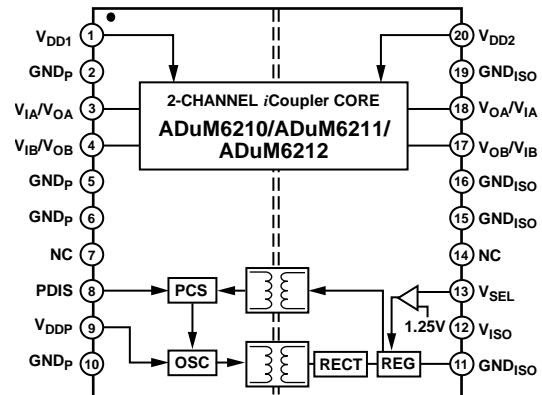 VDD1 1
GNDP 2
VIA/VOA 3
VIB/VOB 4
GNDP 5
GNDP 6
NC 7
PDIS 8
VDDP 9
GNDP 10
2-CHANNEL iCoupler CORE
ADuM6210/ADuM6211/
ADuM6212
PCS
OSC
RECT
REG
1.25V
20 VDD2
19 GNDISO
18 VOA/VIA
17 VOB/VIB
16 GNDISO
15 GNDISO
14 NC
13 VSEL
12 VISO
11 GNDISO